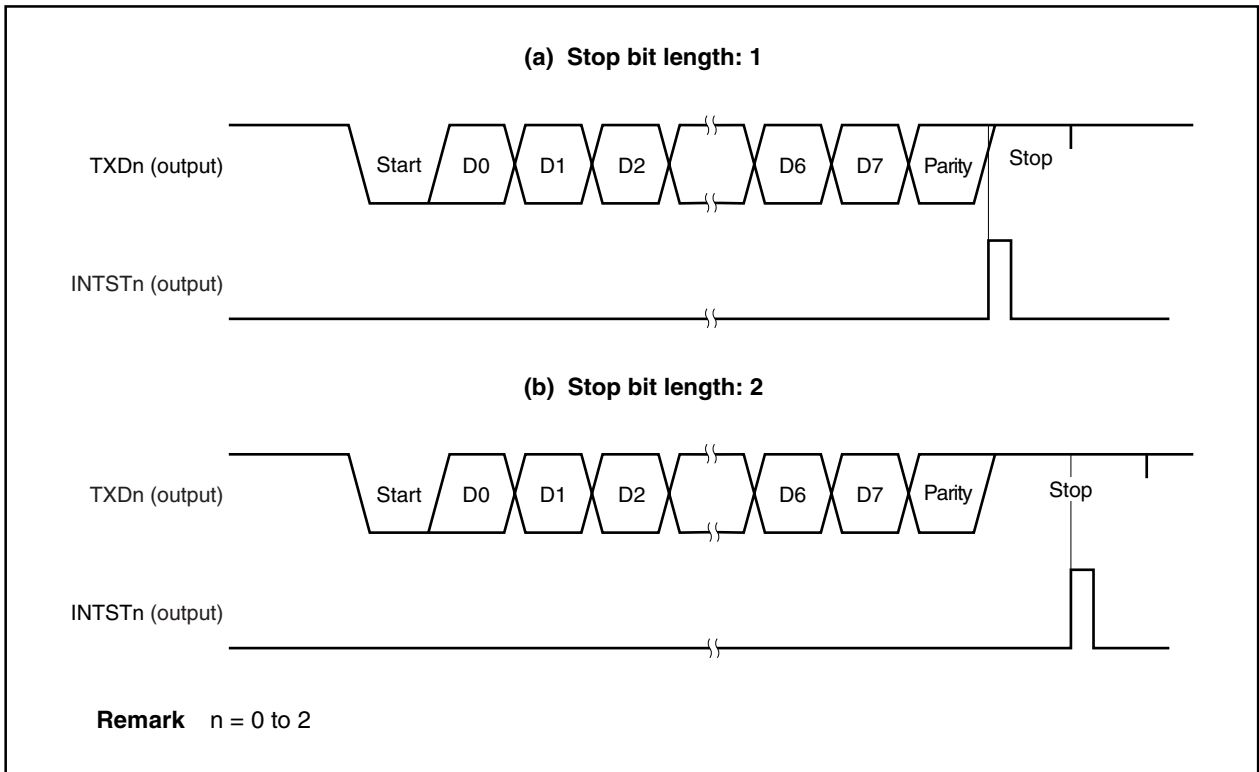 (a) Stop bit length: 1
TXDn (output) Start D0 D1 D2 D6 D7 Parity Stop
INTSTn (output)
(b) Stop bit length: 2
TXDn (output) Start D0 D1 D2 D6 D7 Parity Stop
INTSTn (output)
Remark n = 0 to 2